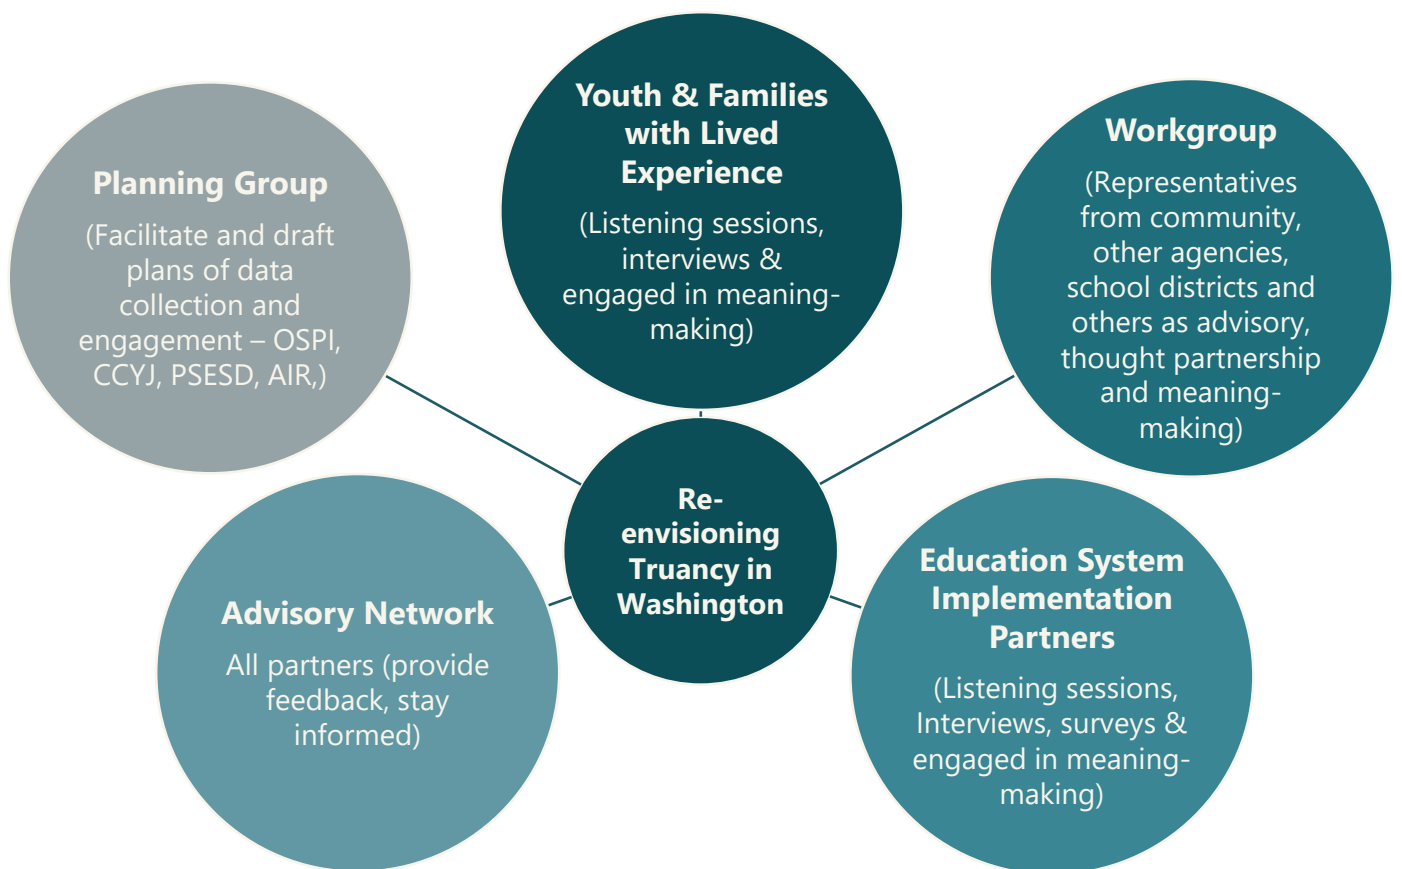 Planning Group
(Facilitate and draft
plans of data
collection and
engagement – OSPI,
CCYJ, PSESD, AIR,)
Youth & Families
with Lived
Experience
(Listening sessions,
interviews &
engaged in meaning-
making)
Workgroup
(Representatives
from community,
other agencies,
school districts and
others as advisory,
thought partnership
and meaning-
making)
Re-
envisioning
Truancy in
Washington
Advisory Network
All partners (provide
feedback, stay
informed)
Education System
Implementation
Partners
(Listening sessions,
Interviews, surveys &
engaged in meaning-
making)